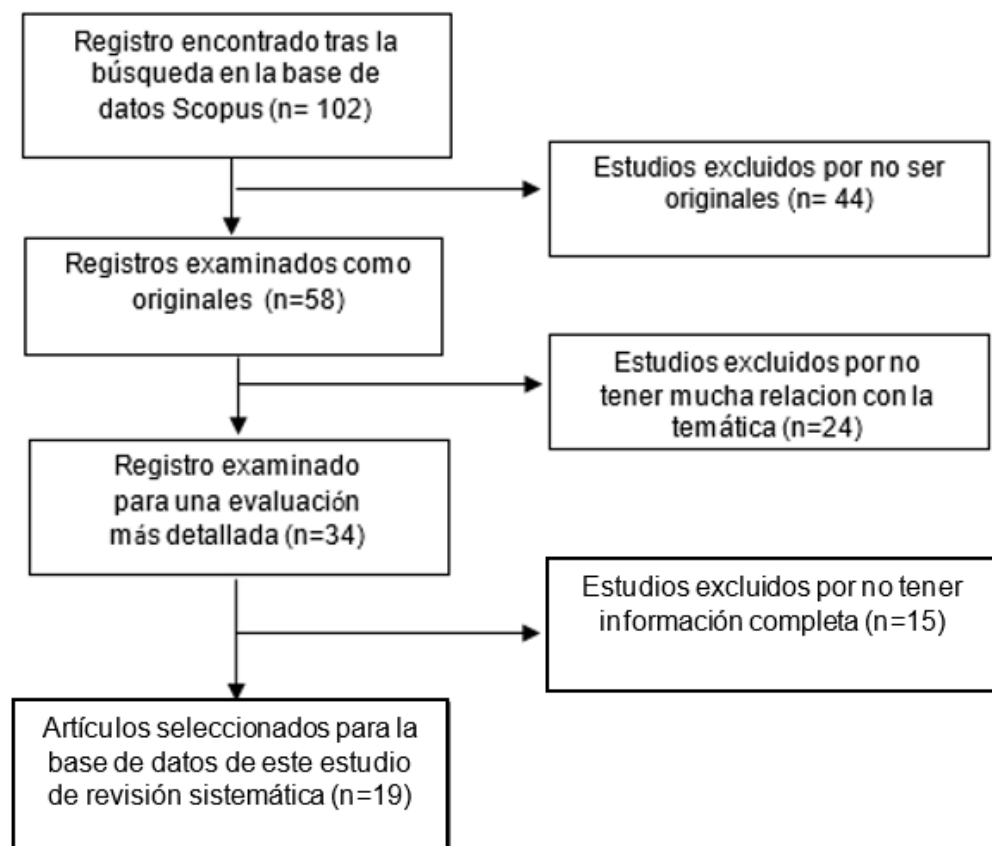 Registro encontrado tras la
búsqueda en la base de
datos Scopus (n= 102)
Estudios excluidos por no ser
originales (n= 44)
Registros examinados como
originales (n=58)
Estudios excluidos por no
tener mucha relacion con la
temática (n=24)
Registro examinado
para una evaluación
más detallada (n=34)
Estudios excluidos por no tener
información completa (n=15)
Artículos seleccionados para la
base de datos de este estudio
de revisión sistemática (n=19)